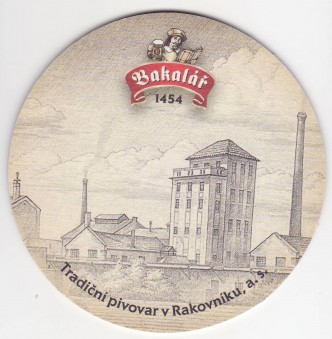 Bakalář
1454
Tradiční pivovar v Rakovníku, a. s.